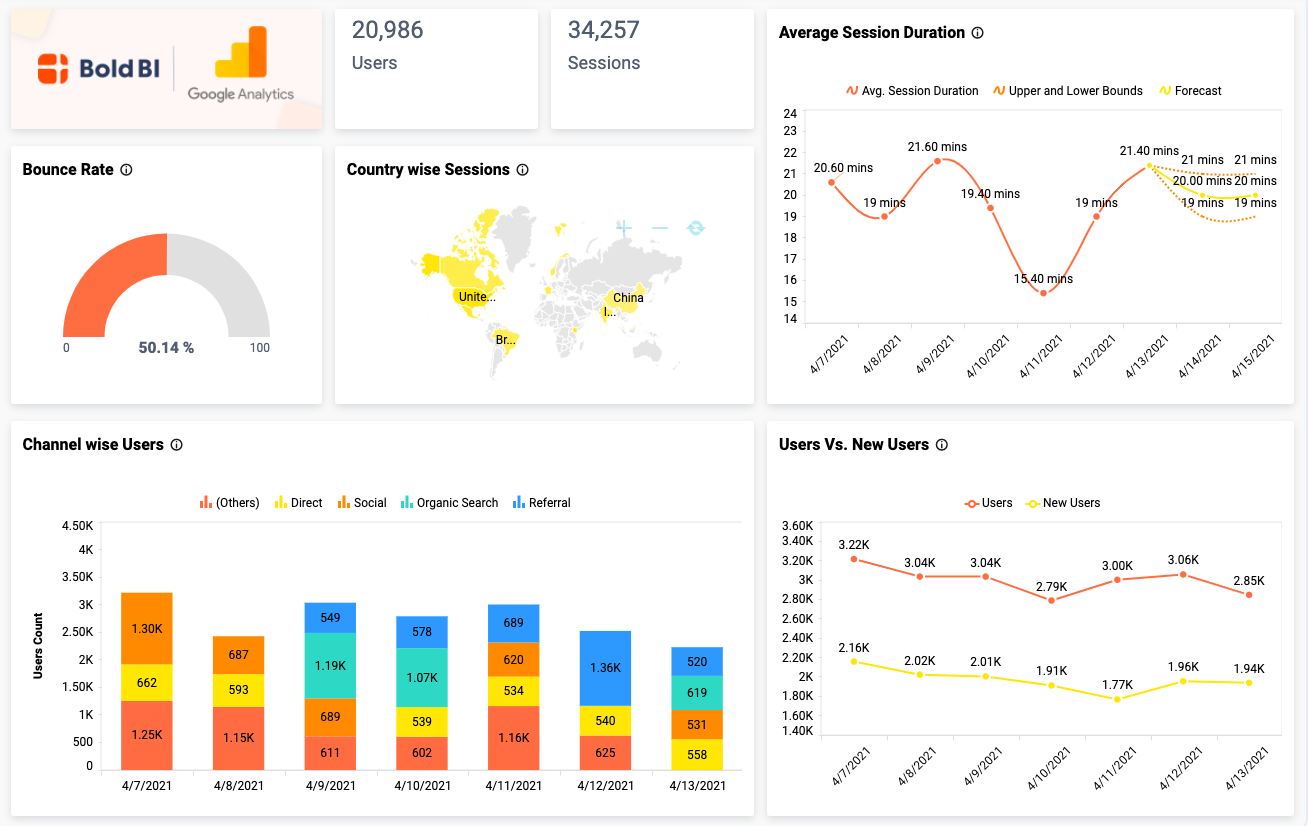 Bold BI
Google Analytics
20,986
Users
34,257
Sessions
Average Session Duration
Avg. Session Duration
Upper and Lower Bounds
Forecast
24
23
22
21
20
19
18
17
16
15
14
20.60 mins
19 mins
21.60 mins
19.40 mins
15.40 mins
19 mins
21.40 mins
21 mins
21 mins
20.00 mins
20 mins
19 mins
19 mins
4/7/2021
4/8/2021
4/9/2021
4/10/2021
4/11/2021
4/12/2021
4/13/2021
4/14/2021
4/15/2021
Bounce Rate
0
50.14 %
100
Country wise Sessions
Unite...
China
I...
Br...
Channel wise Users
(Others)
Direct
Social
Organic Search
Referral
Users Count
4.50K
4K
3.50K
3K
2.50K
2K
1.50K
1K
500
0
1.30K
662
1.25K
687
593
1.15K
549
1.19K
689
611
578
1.07K
539
602
689
620
534
1.16K
1.36K
540
625
520
619
531
558
4/7/2021
4/8/2021
4/9/2021
4/10/2021
4/11/2021
4/12/2021
4/13/2021
Users Vs. New Users
Users
New Users
3.60K
3.40K
3.20K
3K
2.80K
2.60K
2.40K
2.20K
2K
1.80K
1.60K
1.40K
3.22K
3.04K
3.04K
2.79K
3.00K
3.06K
2.85K
2.16K
2.02K
2.01K
1.91K
1.77K
1.96K
1.94K
4/7/2021
4/8/2021
4/9/2021
4/10/2021
4/11/2021
4/12/2021
4/13/2021